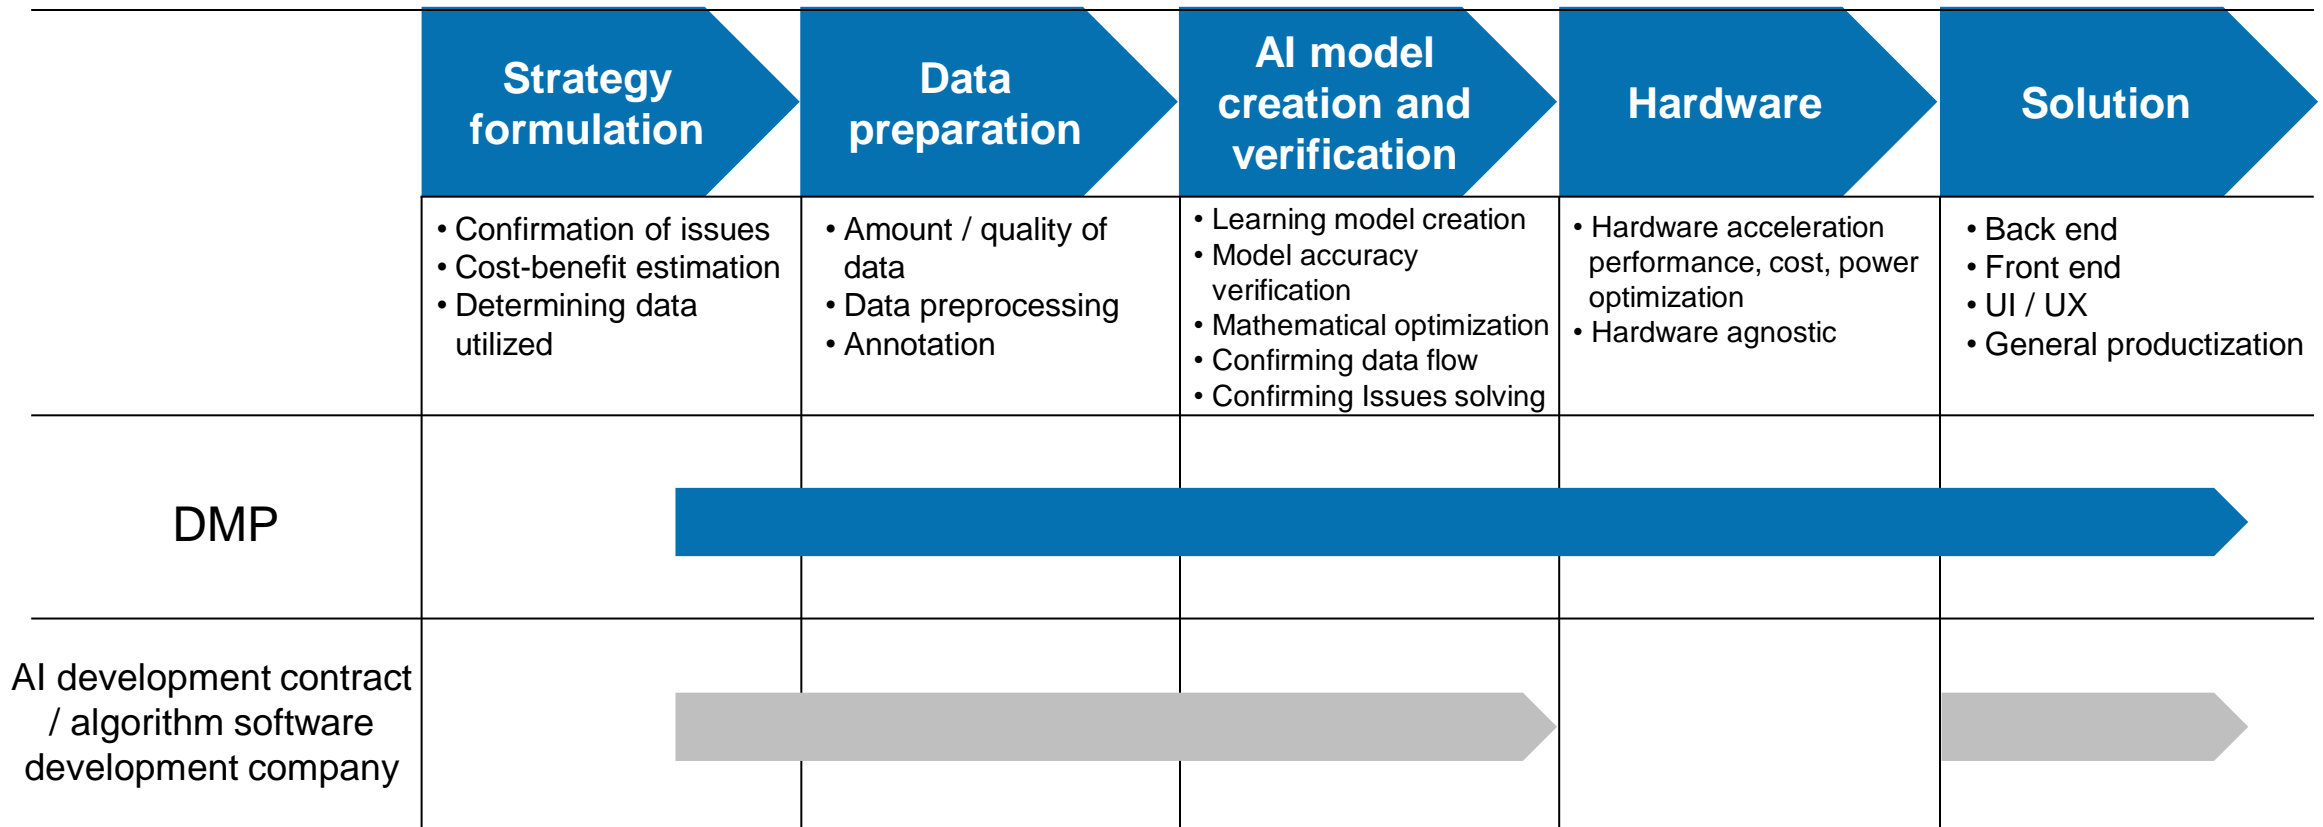 Strategy
formulation
Data
preparation
AI model
creation and
verification
Hardware
Solution
• Confirmation of issues
• Cost-benefit estimation
• Determining data
utilized
• Amount / quality of
data
• Data preprocessing
• Annotation
• Learning model creation
• Model accuracy
verification
• Mathematical optimization
• Confirming data flow
• Confirming Issues solving
• Hardware acceleration
performance, cost, power
optimization
• Hardware agnostic
• Back end
• Front end
• UI / UX
• General productization
DMP
AI development contract
/ algorithm software
development company